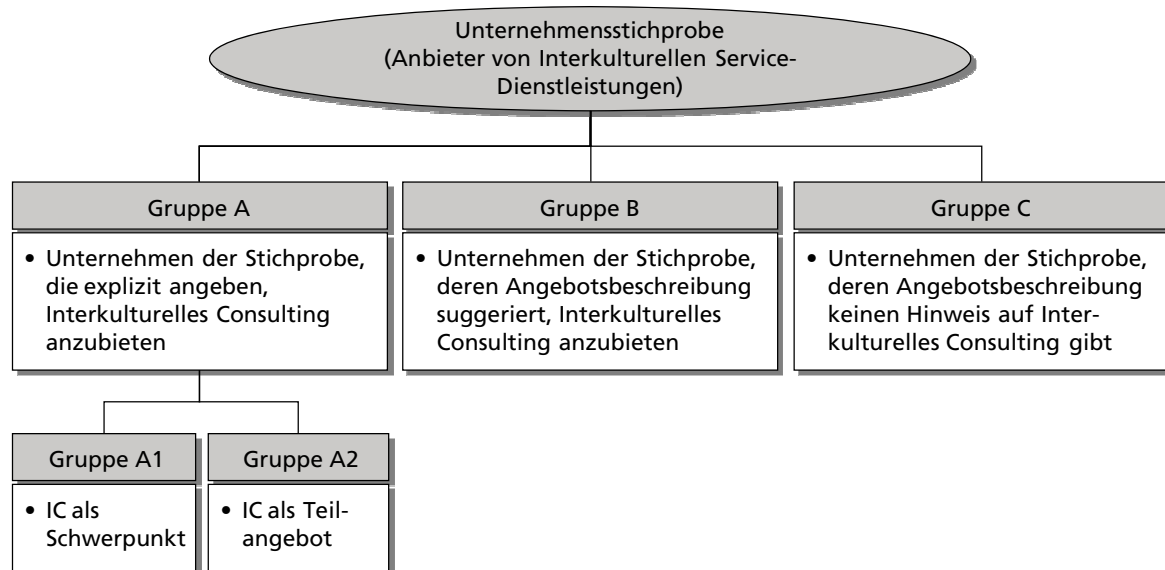 Unternehmensstichprobe
(Anbieter von Interkulturellen Service-
Dienstleistungen)
Gruppe A
• Unternehmen der Stichprobe,
die explizit angeben,
Interkulturelles Consulting
anzubieten
Gruppe B
• Unternehmen der Stichprobe,
deren Angebotsbeschreibung
suggeriert, Interkulturelles
Consulting anzubieten
Gruppe C
• Unternehmen der Stichprobe,
deren Angebotsbeschreibung
keinen Hinweis auf Inter-
kulturelles Consulting gibt
Gruppe A1
• IC als
Schwerpunkt
Gruppe A2
• IC als Teil-
angebot